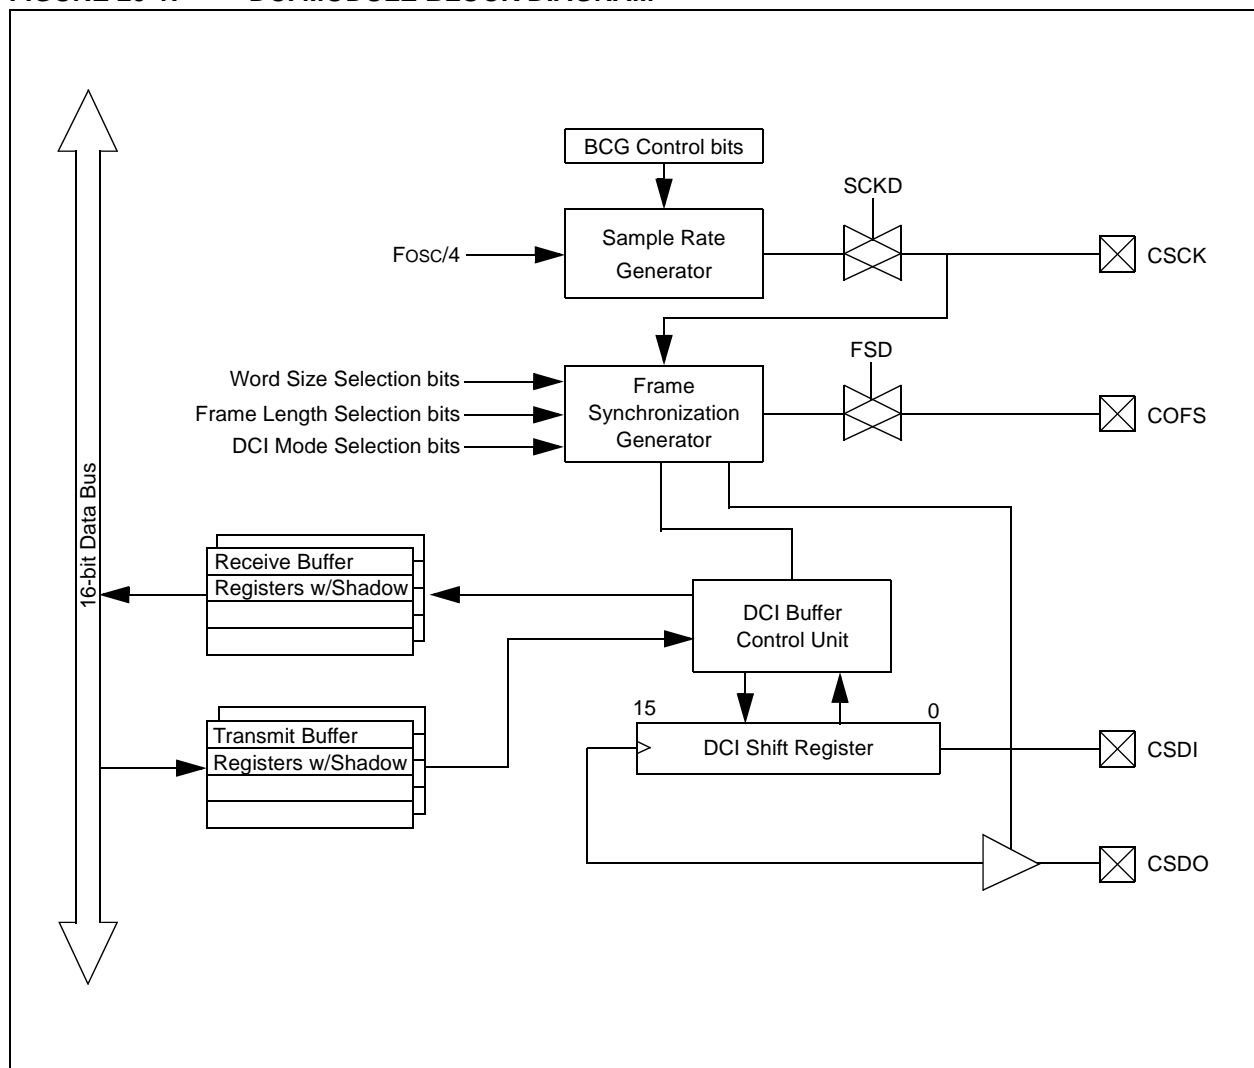 BCG Control bits
SCKD
Sample Rate
Generator
FOSC/4
CSCK
FSD
Word Size Selection bits
Frame Length Selection bits
DCI Mode Selection bits
Frame
Synchronization
Generator
COFS
16-bit Data Bus
Receive Buffer
Registers w/Shadow
DCI Buffer
Control Unit
Transmit Buffer
Registers w/Shadow
15
0
DCI Shift Register
CSDI
CSDO